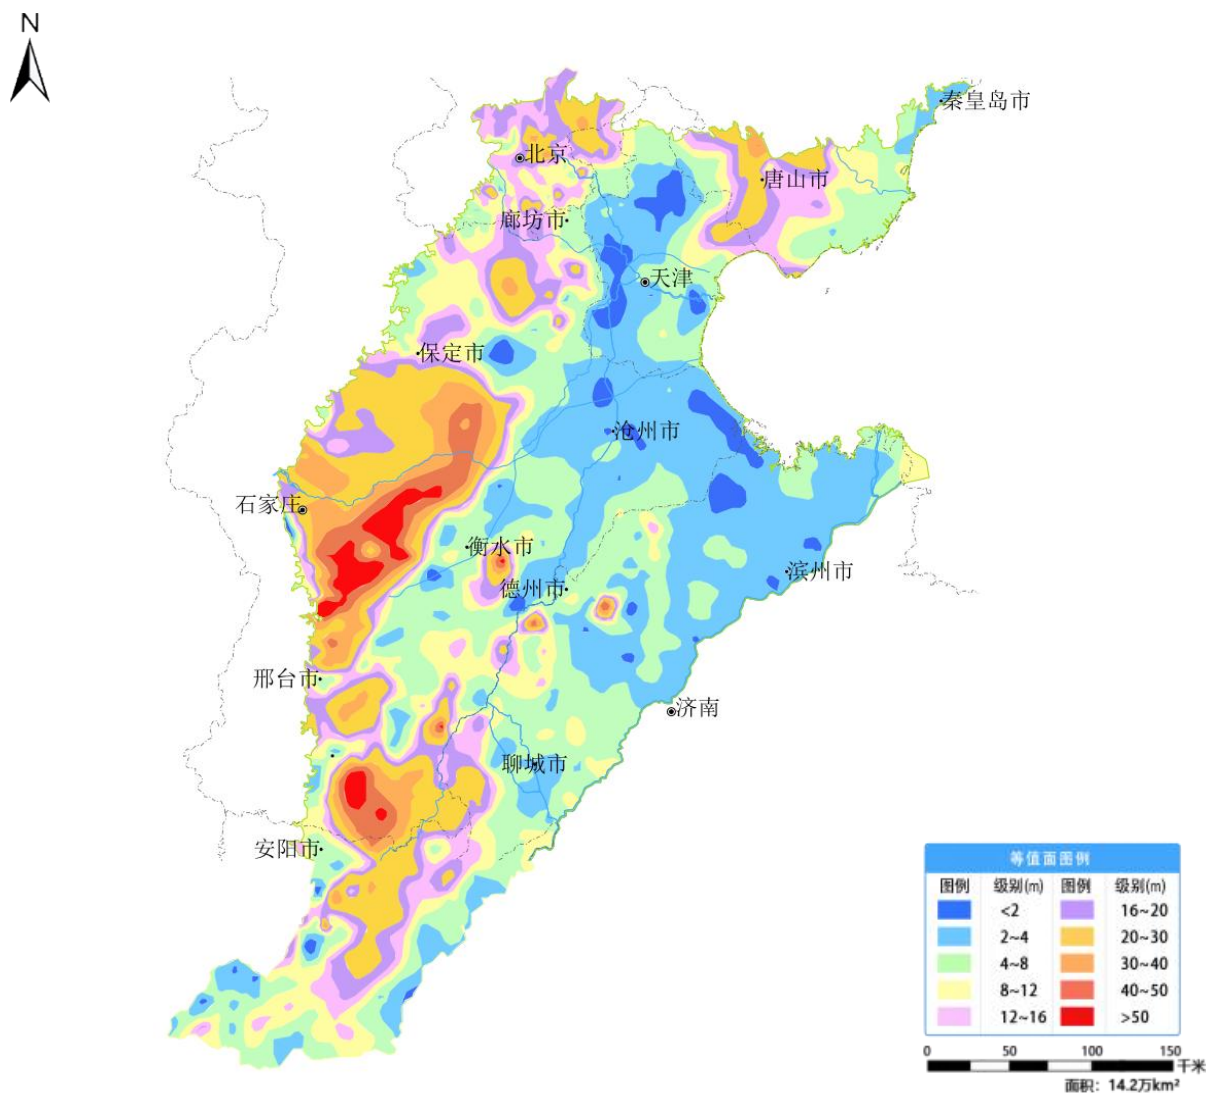 N
秦皇岛市
北京
唐山市
廊坊市
天津
保定市
沧州市
石家庄
衡水市
滨州市
德州市
邢台市
济南
聊城市
安阳市
等值面图例
图例 级别(m) 图例 级别(m)
<2 16~20
2~4 20~30
4~8 30~40
8~12 40~50
12~16 >50
0 50 100 150
千米
面积：14.2万km²